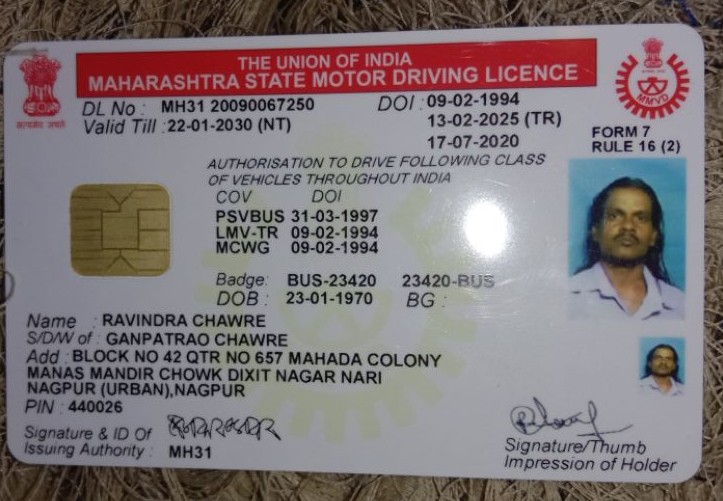 THE UNION OF INDIA
MAHARASHTRA STATE MOTOR DRIVING LICENCE
DL No : MH31 20090067250 DOI : 09-02-1994
Valid Till : 22-01-2030 (NT) 13-02-2025 (TR)
17-07-2020
FORM 7
RULE 16 (2)
AUTHORISATION TO DRIVE FOLLOWING CLASS
OF VEHICLES THROUGHOUT INDIA
COV DOI
PSVBUS 31-03-1997
LMV-TR 09-02-1994
MCWG 09-02-1994
Badge: BUS-23420 23420-BUS
DOB : 23-01-1970 BG :
Name : RAVINDRA CHAWRE
S/D/W of : GANPATRAO CHAWRE
Add : BLOCK NO 42 QTR NO 657 MAHADA COLONY
MANAS MANDIR CHOWK DIXIT NAGAR NARI
NAGPUR (URBAN),NAGPUR
PIN : 440026
Signature & ID Of
Issuing Authority : MH31
Signature/Thumb
Impression of Holder
सत्यमेव जयते
MMVD